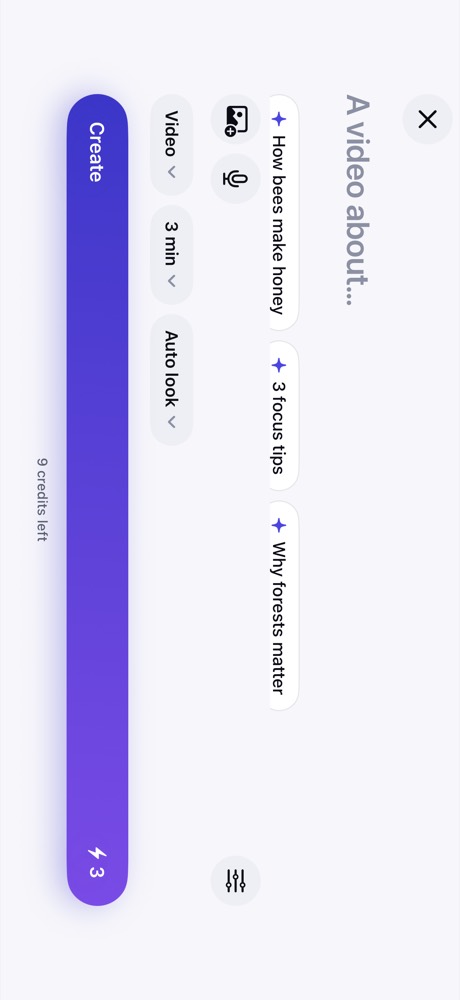 A video about...
How bees make honey
3 focus tips
Why forests matter
Video
3 min
Auto look
Create
3
9 credits left